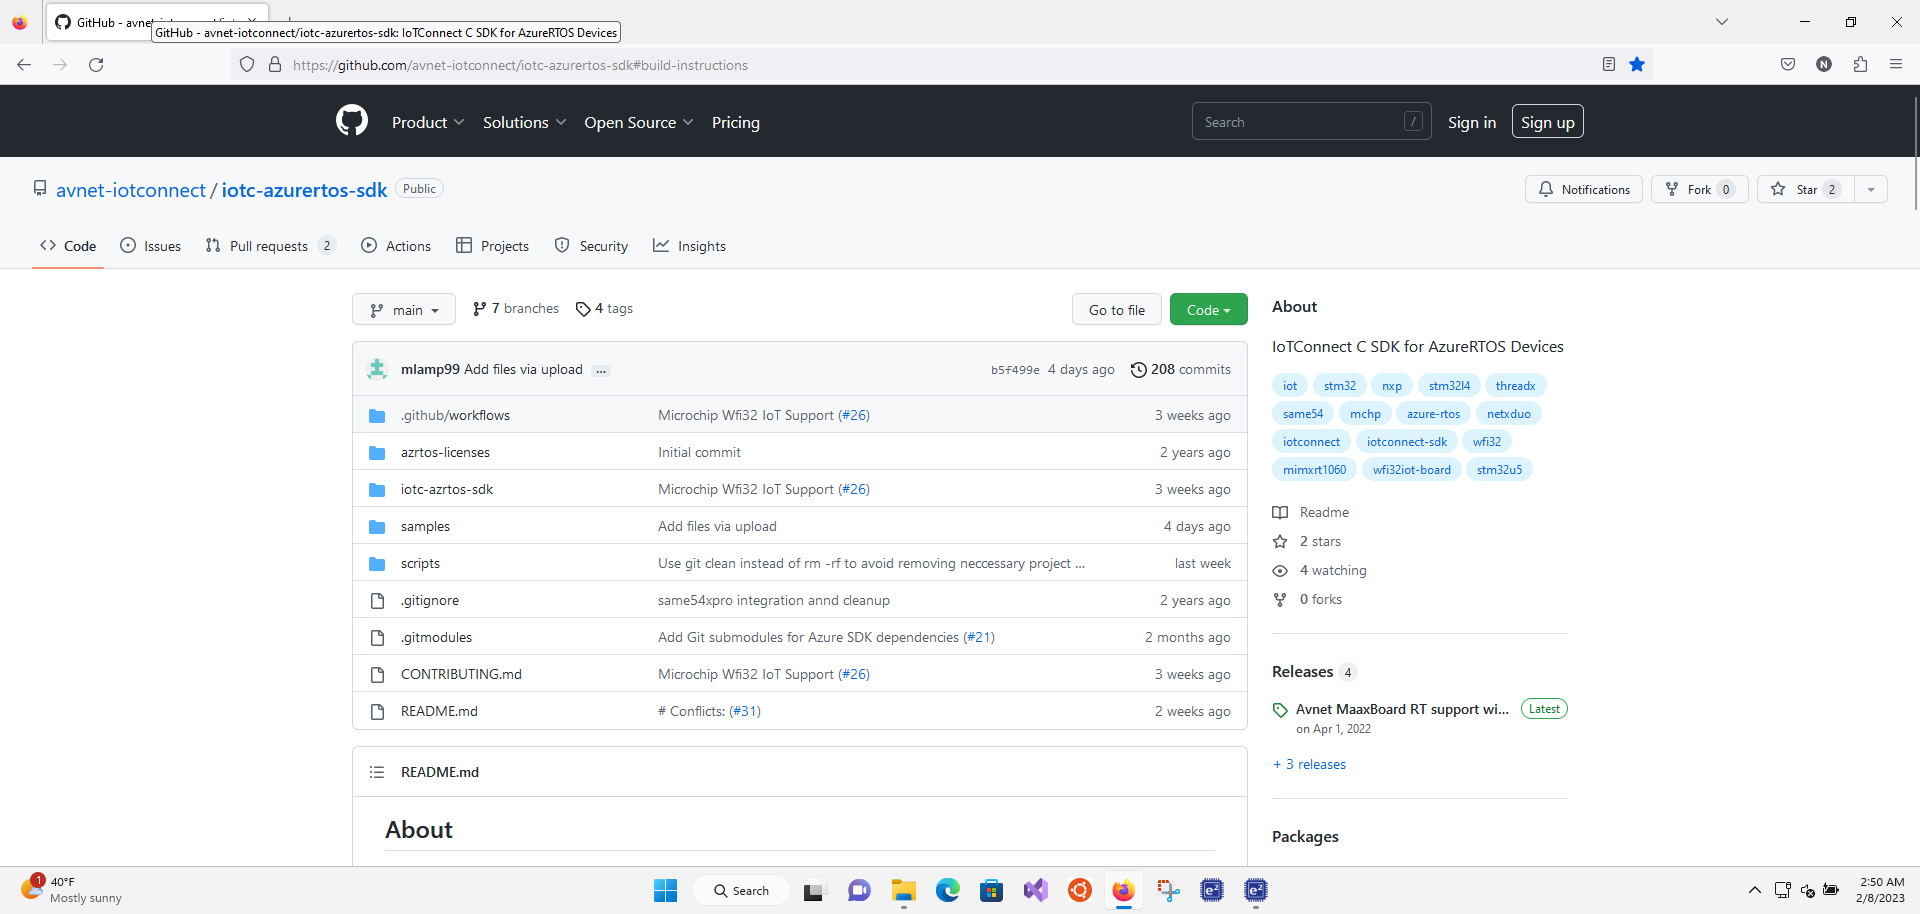 GitHub - avnet-iotconnect/iotc-azurertos-sdk: IoTConnect C SDK for AzureRTOS Devices
https://github.com/avnet-iotconnect/iotc-azurertos-sdk#build-instructions
N
Product
Solutions
Open Source
Pricing
Search
/
Sign in
Sign up
avnet-iotconnect / iotc-azurertos-sdk
Public
Notifications
Fork 0
Star 2
Code
Issues
Pull requests 2
Actions
Projects
Security
Insights
main
7 branches
4 tags
Go to file
Code
mlamp99 Add files via upload ...
b5f499e 4 days ago
208 commits
.github/workflows
Microchip Wfi32 IoT Support (#26)
3 weeks ago
azrtos-licenses
Initial commit
2 years ago
iotc-azrtos-sdk
Microchip Wfi32 IoT Support (#26)
3 weeks ago
samples
Add files via upload
4 days ago
scripts
Use git clean instead of rm -rf to avoid removing neccessary project ...
last week
.gitignore
same54xpro integration annd cleanup
2 years ago
.gitmodules
Add Git submodules for Azure SDK dependencies (#21)
2 months ago
CONTRIBUTING.md
Microchip Wfi32 IoT Support (#26)
3 weeks ago
README.md
# Conflicts: (#31)
2 weeks ago
README.md
About
About
IoTConnect C SDK for AzureRTOS Devices
iot stm32 nxp stm32l4 threadx
same54 mchp azure-rtos netxduo
iotconnect iotconnect-sdk wfi32
mimxrt1060 wfi32iot-board stm32u5
Readme
2 stars
4 watching
0 forks
Releases 4
Avnet MaaxBoard RT support wi...
Latest
on Apr 1, 2022
+ 3 releases
Packages
1
40°F
Mostly sunny
Search
e²
e²
2:50 AM
2/8/2023